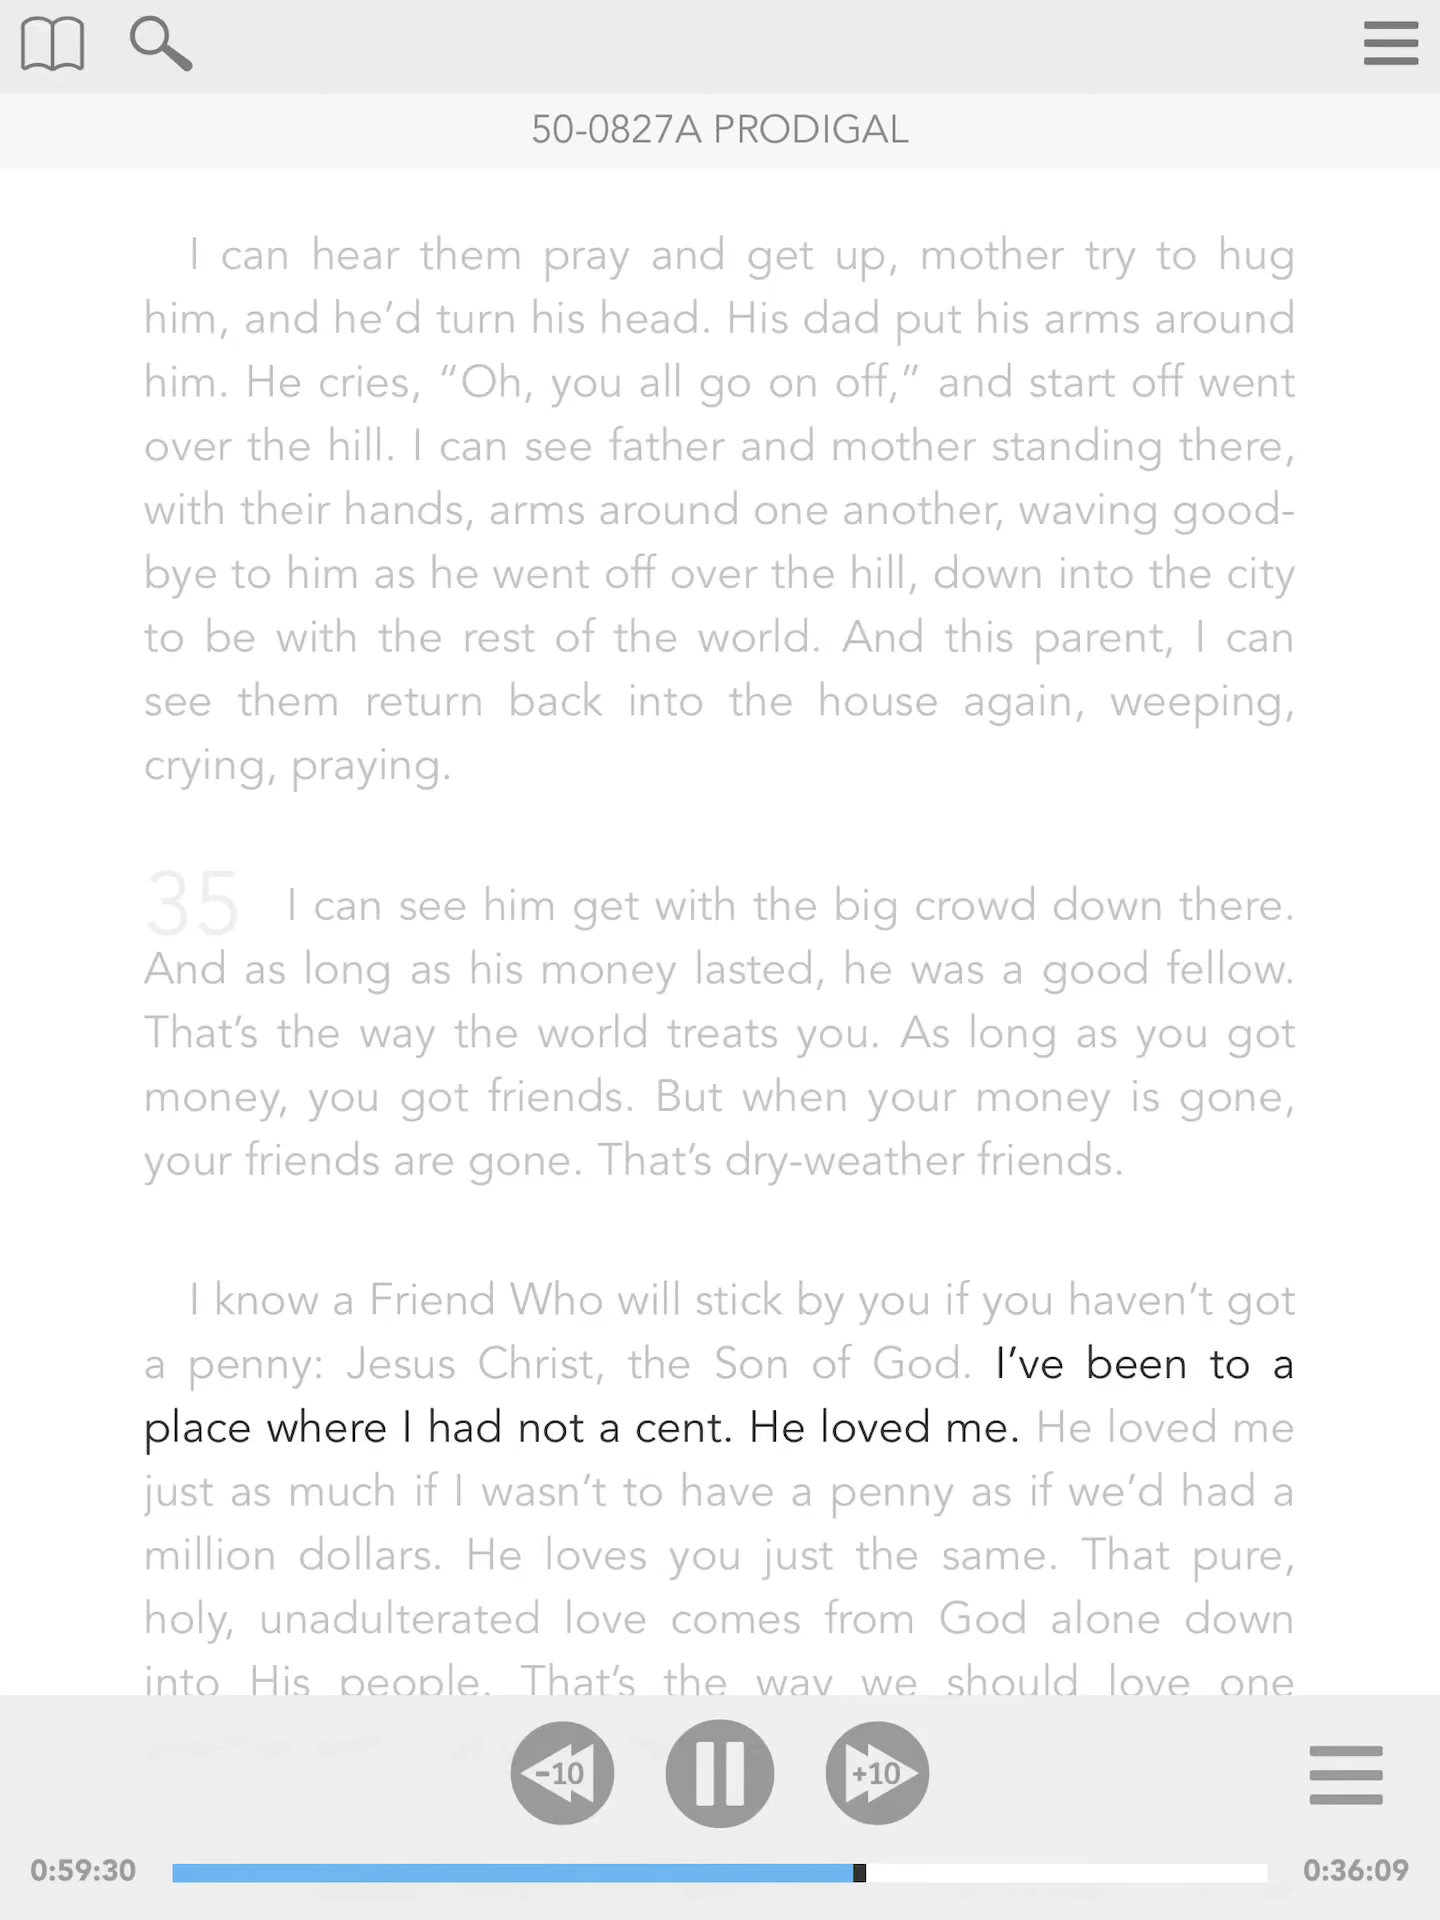 50-0827A PRODIGAL
I can hear them pray and get up, mother try to hug
him, and he’d turn his head. His dad put his arms around
him. He cries, “Oh, you all go on off,” and start off went
over the hill. I can see father and mother standing there,
with their hands, arms around one another, waving good-
bye to him as he went off over the hill, down into the city
to be with the rest of the world. And this parent, I can
see them return back into the house again, weeping,
crying, praying.
35 I can see him get with the big crowd down there.
And as long as his money lasted, he was a good fellow.
That’s the way the world treats you. As long as you got
money, you got friends. But when your money is gone,
your friends are gone. That’s dry-weather friends.
I know a Friend Who will stick by you if you haven’t got
a penny: Jesus Christ, the Son of God. I’ve been to a
place where I had not a cent. He loved me. He loved me
just as much if I wasn’t to have a penny as if we’d had a
million dollars. He loves you just the same. That pure,
holy, unadulterated love comes from God alone down
into His people. That’s the way we should love one
-10 +10
0:59:30 0:36:09